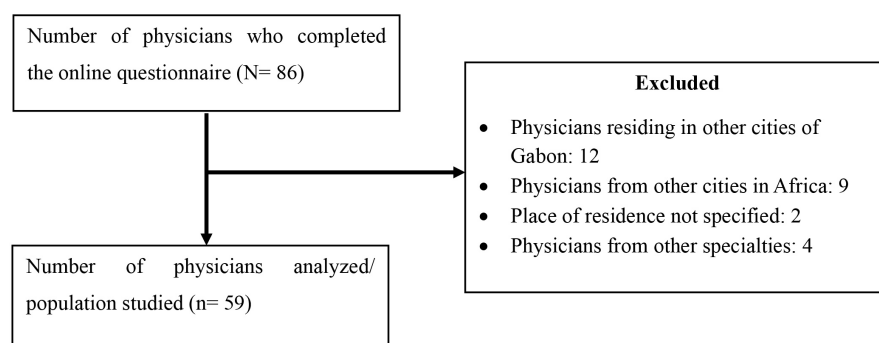 Number of physicians who completed
the online questionnaire (N= 86)
Excluded
• Physicians residing in other cities of
Gabon: 12
• Physicians from other cities in Africa: 9
• Place of residence not specified: 2
• Physicians from other specialties: 4
Number of physicians analyzed/
population studied (n= 59)